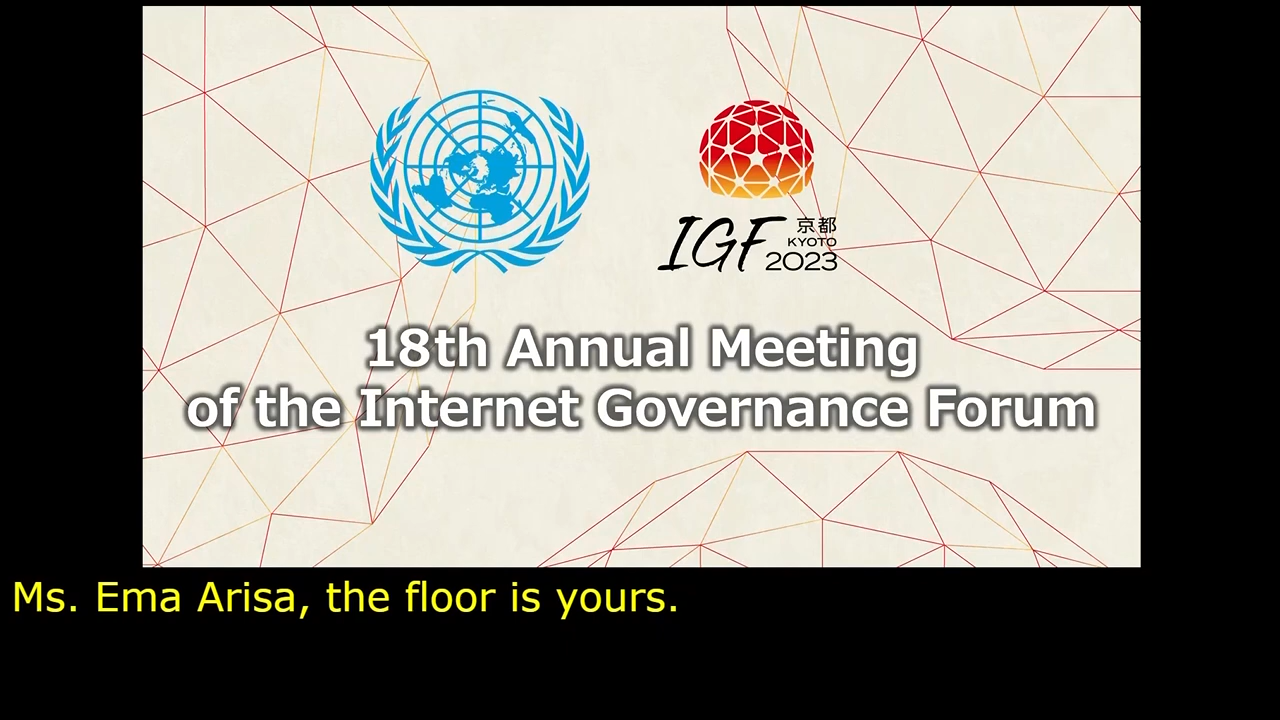 IGF 京都
KYOTO
2023
18th Annual Meeting
of the Internet Governance Forum
Ms. Ema Arisa, the floor is yours.